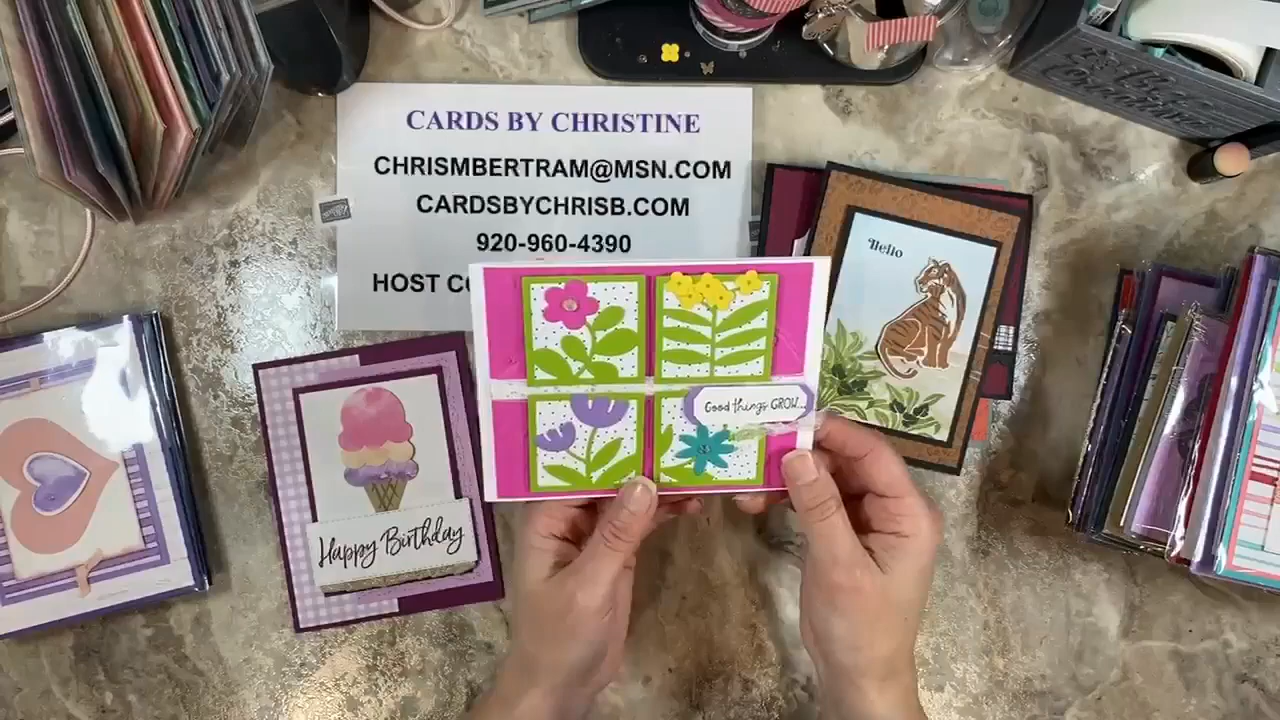 CARDS BY CHRISTINE
CHRISMBERTRAM@MSN.COM
CARDSBYCHRISB.COM
920-960-4390
HOST
Hello
Good things GROW...
Happy Birthday